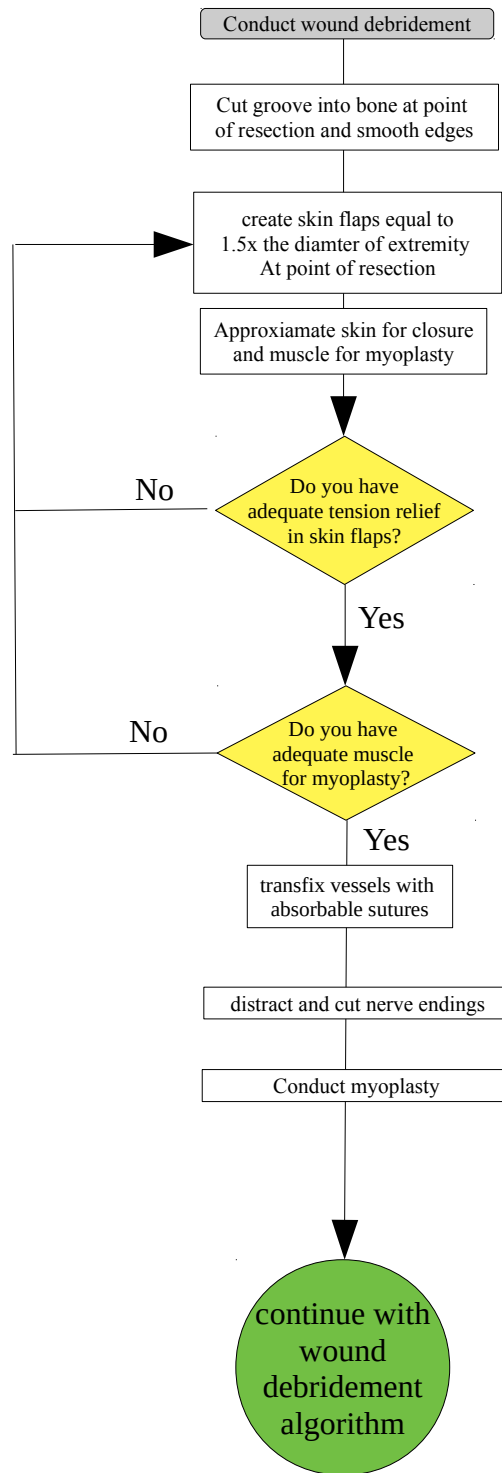 Conduct wound debridement
Cut groove into bone at point
of resection and smooth edges
create skin flaps equal to
1.5x the diamter of extremity
At point of resection
Approxiamate skin for closure
and muscle for myoplasty
No
Do you have
adequate tension relief
in skin flaps?
Yes
No
Do you have
adequate muscle
for myoplasty?
Yes
transfix vessels with
absorbable sutures
distract and cut nerve endings
Conduct myoplasty
continue with
wound
debridement
algorithm